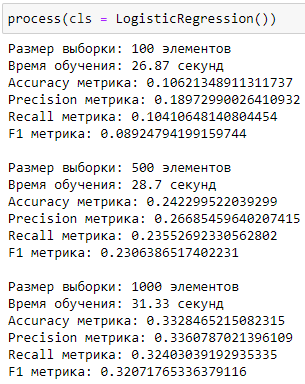 process(cls = LogisticRegression())
Размер выборки: 100 элементов
Время обучения: 26.87 секунд
Accuracy метрика: 0.10621348911311737
Precision метрика: 0.18972990026410932
Recall метрика: 0.10410648140804454
F1 метрика: 0.08924794199159744
Размер выборки: 500 элементов
Время обучения: 28.7 секунд
Accuracy метрика: 0.242299522039299
Precision метрика: 0.26685459640207415
Recall метрика: 0.23552692330562802
F1 метрика: 0.2306386517402231
Размер выборки: 1000 элементов
Время обучения: 31.33 секунд
Accuracy метрика: 0.3328465215082315
Precision метрика: 0.3360787021396109
Recall метрика: 0.32403039192935335
F1 метрика: 0.32071765336379116